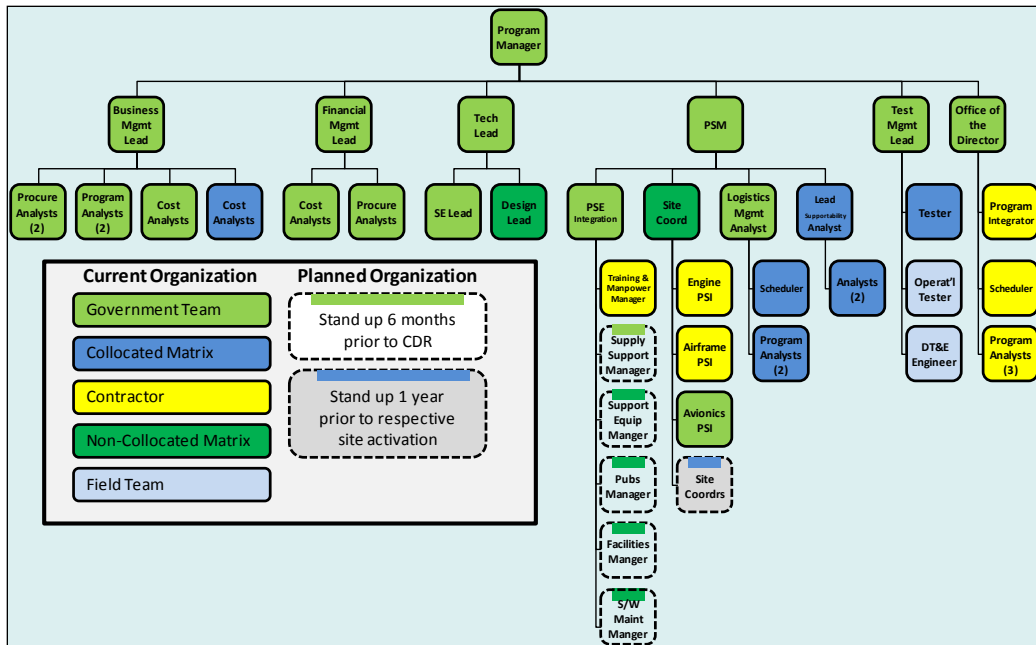 Program
Manager
Business
Mgmt
Lead
Financial
Mgmt Lead
Tech
Lead
PSM
Test
Mgmt
Lead
Office of
the
Director
Procure
Analysts
(2)
Program
Analysts
(2)
Cost
Analysts
Cost
Analysts
Cost
Analysts
Procure
Analysts
SE Lead
Design
Lead
PSE
Integration
Site
Coord
Logistics
Mgmt
Analyst
Lead
Supportability
Analyst
Tester
Program
Integrator
Training &
Manpower
Manager
Engine
PSI
Scheduler
Analysts
(2)
Operat'l
Tester
Scheduler
Supply
Support
Manager
Airframe
PSI
Program
Analysts
(2)
DT&E
Engineer
Program
Analysts
(3)
Support
Equip
Manger
Avionics
PSI
Pubs
Manager
Site
Coordrs
Facilities
Manger
S/W
Maint
Manger
Current Organization
Government Team
Collocated Matrix
Contractor
Non-Collocated Matrix
Field Team
Planned Organization
Stand up 6 months
prior to CDR
Stand up 1 year
prior to respective
site activation